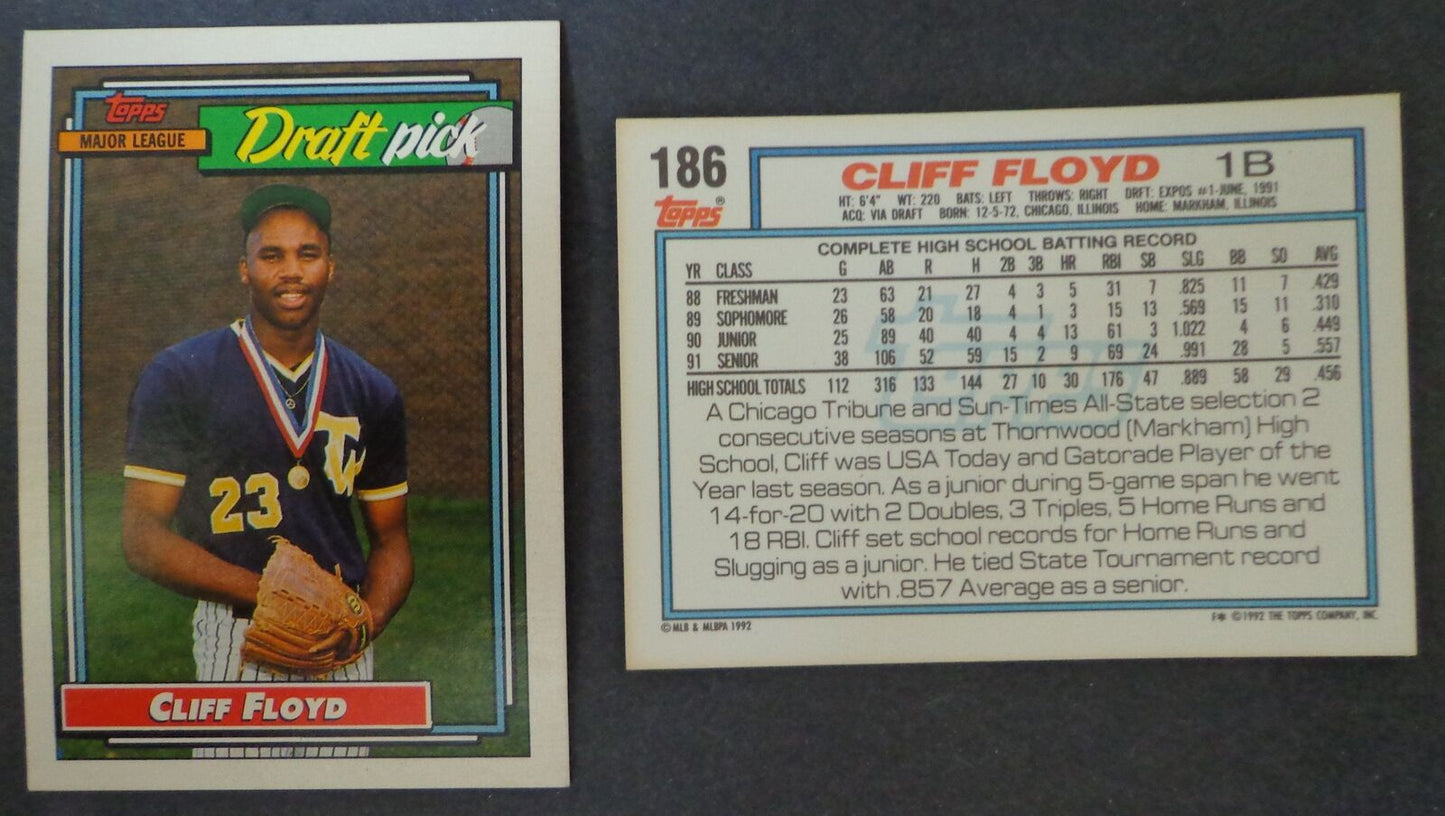 Topps
MAJOR LEAGUE
Draft pick
TW
23
CLIFF FLOYD
186
Topps®
CLIFF FLOYD 1B
HT: 6'4" WT: 220 BATS: LEFT THROWS: RIGHT DRFT: EXPOS #1-JUNE, 1991
ACQ: VIA DRAFT BORN: 12-5-72, CHICAGO, ILLINOIS HOME: MARKHAM, ILLINOIS
COMPLETE HIGH SCHOOL BATTING RECORD
YR CLASS G AB R H 2B 3B HR RBI SB SLG BB SO AVG
88 FRESHMAN 23 63 21 27 4 3 5 31 7 .825 11 7 .429
89 SOPHOMORE 26 58 20 18 4 1 3 15 13 .569 15 11 .310
90 JUNIOR 25 89 40 40 4 4 13 61 3 1.022 4 6 .449
91 SENIOR 38 106 52 59 15 2 9 69 24 .991 28 5 .557
HIGH SCHOOL TOTALS 112 316 133 144 27 10 30 176 47 .889 58 29 .456
A Chicago Tribune and Sun-Times All-State selection 2
consecutive seasons at Thornwood (Markham) High
School, Cliff was USA Today and Gatorade Player of the
Year last season. As a junior during 5-game span he went
14-for-20 with 2 Doubles, 3 Triples, 5 Home Runs and
18 RBI. Cliff set school records for Home Runs and
Slugging as a junior. He tied State Tournament record
with .857 Average as a senior.
© MLB & MLBPA 1992
F* © 1992 THE TOPPS COMPANY, INC.